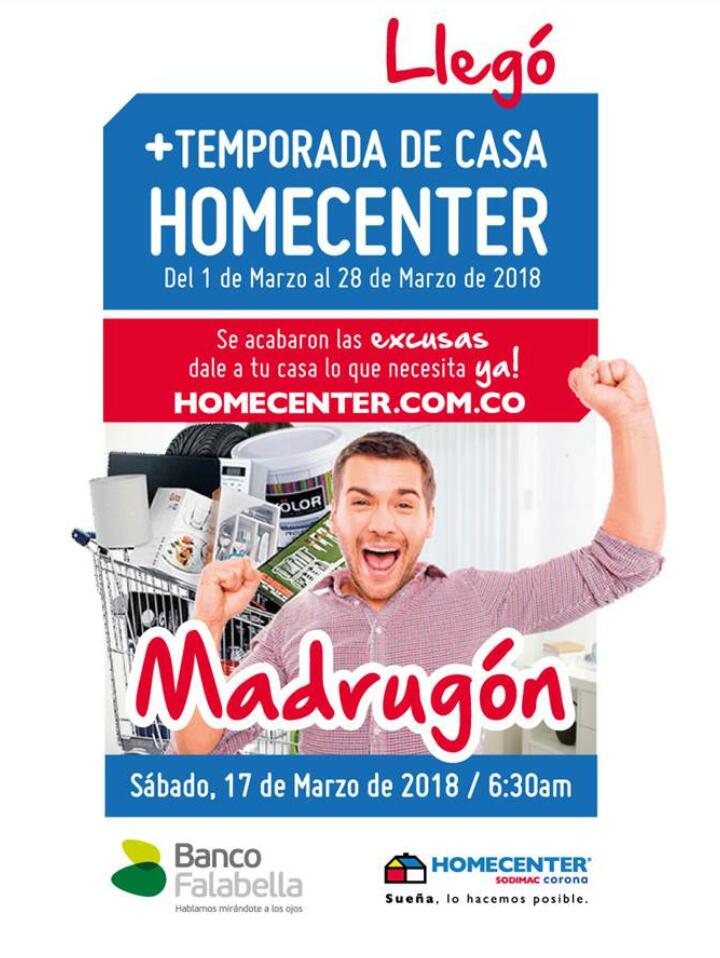 Llegó
+TEMPORADA DE CASA
HOMECENTER
Del 1 de Marzo al 28 de Marzo de 2018
Se acabaron las excusas
dale a tu casa lo que necesita ya!
HOMECENTER.COM.CO
OLOR
Madrugón
Sábado, 17 de Marzo de 2018 / 6:30am
Banco
Falabella
Hablamos mirándote a los ojos
HOMECENTER®
SODIMAC corona
Sueña, lo hacemos posible.